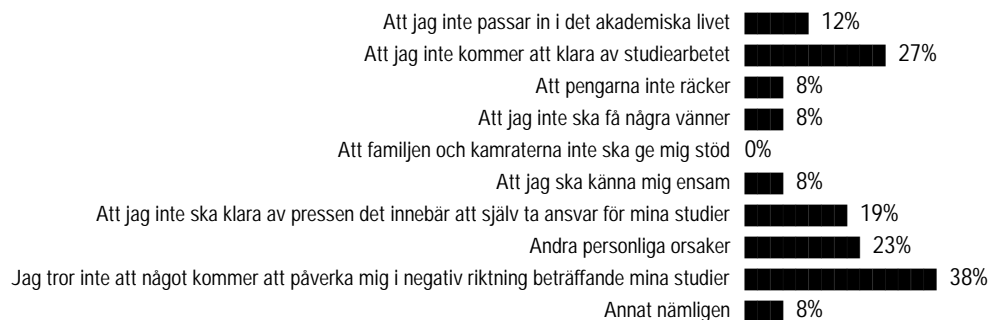 Att jag inte passar in i det akademiska livet 12%
Att jag inte kommer att klara av studiearbetet 27%
Att pengarna inte räcker 8%
Att jag inte ska få några vänner 8%
Att familjen och kamraterna inte ska ge mig stöd 0%
Att jag ska känna mig ensam 8%
Att jag inte ska klara av pressen det innebär att själv ta ansvar för mina studier 19%
Andra personliga orsaker 23%
Jag tror inte att något kommer att påverka mig i negativ riktning beträffande mina studier 38%
Annat nämligen 8%